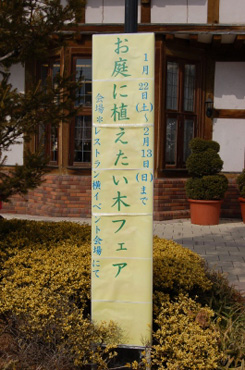 1月22日(土)～2月13日(日)まで
お庭に植えたい木フェア
会場※レストラン横イベント会場にて